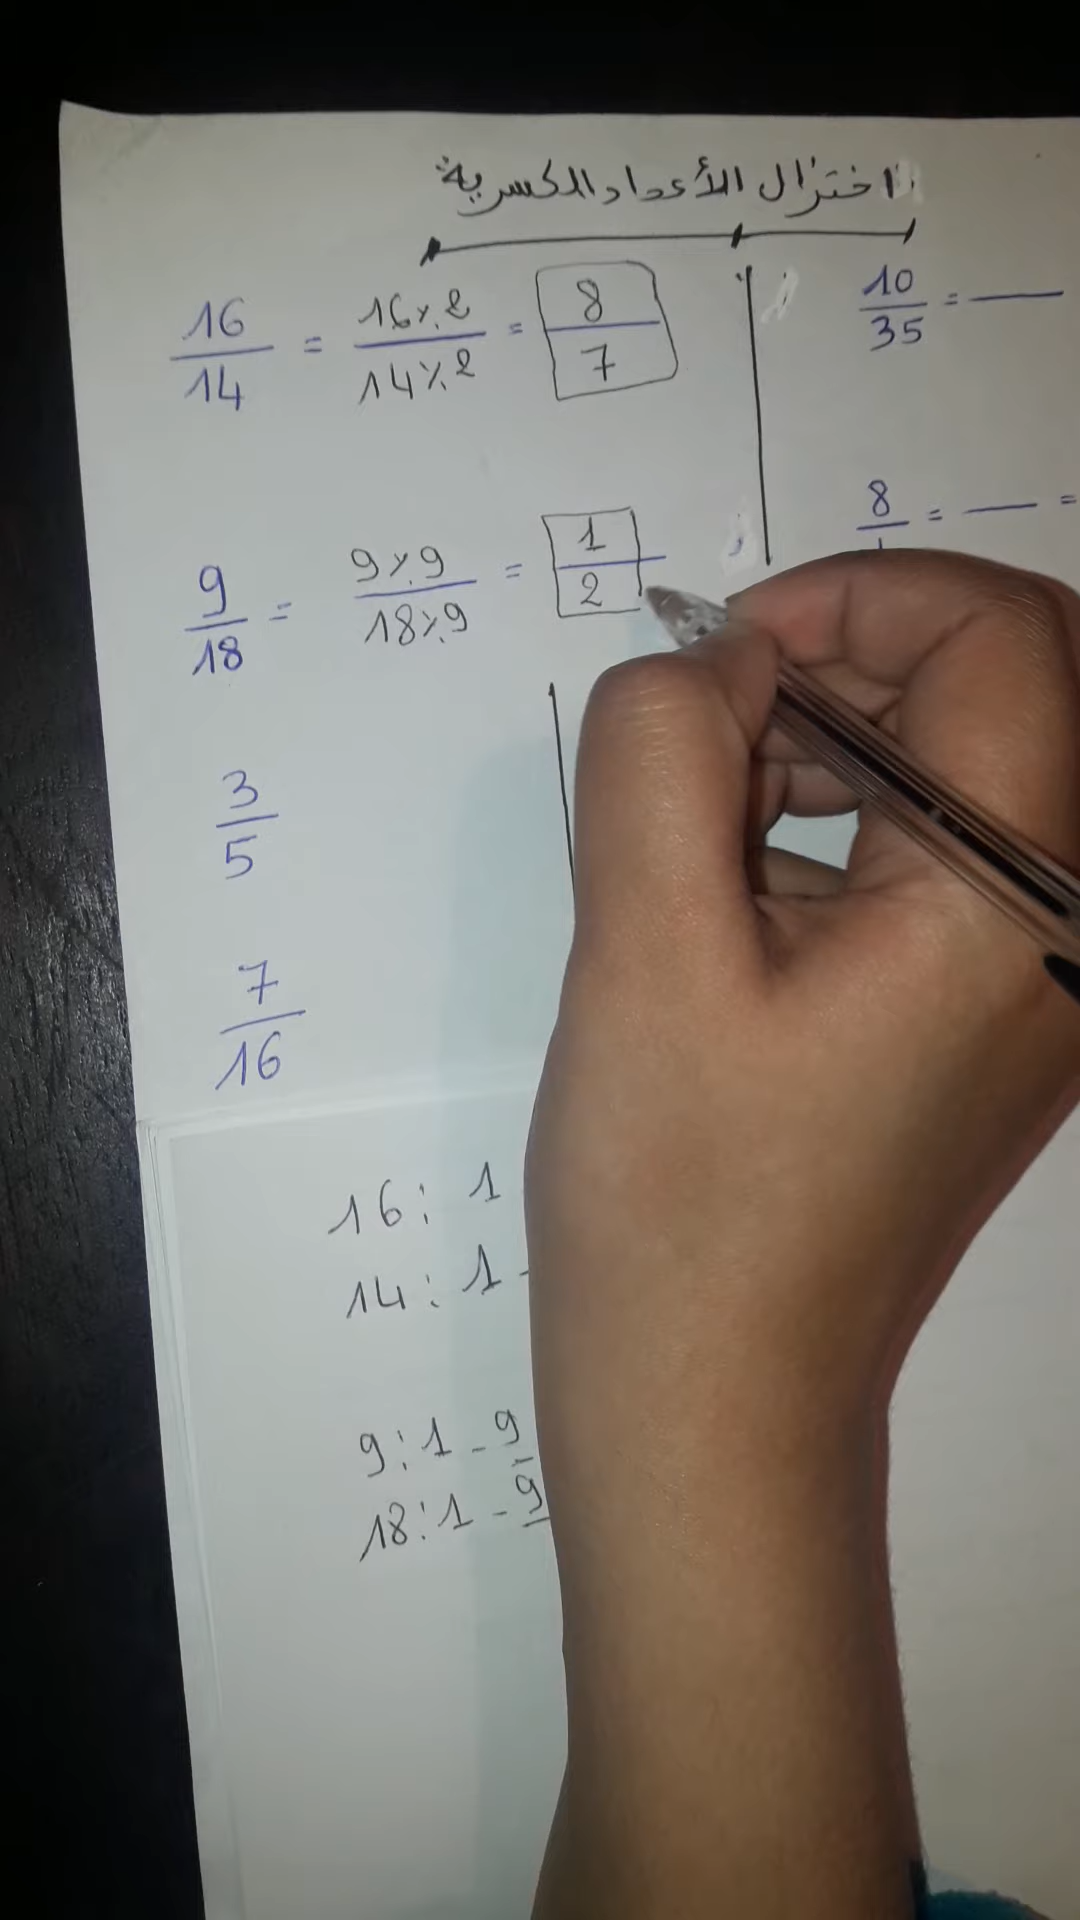 اختزال الأعداد الكسرية
16/14 = 16٪2/14٪2 = 8/7
10/35 = —
9/18 = 9٪9/18٪9 = 1/2
8/ = — =
3/5
7/16
16: 1
14: 1 -
9: 1 - 9
18: 1 - 9